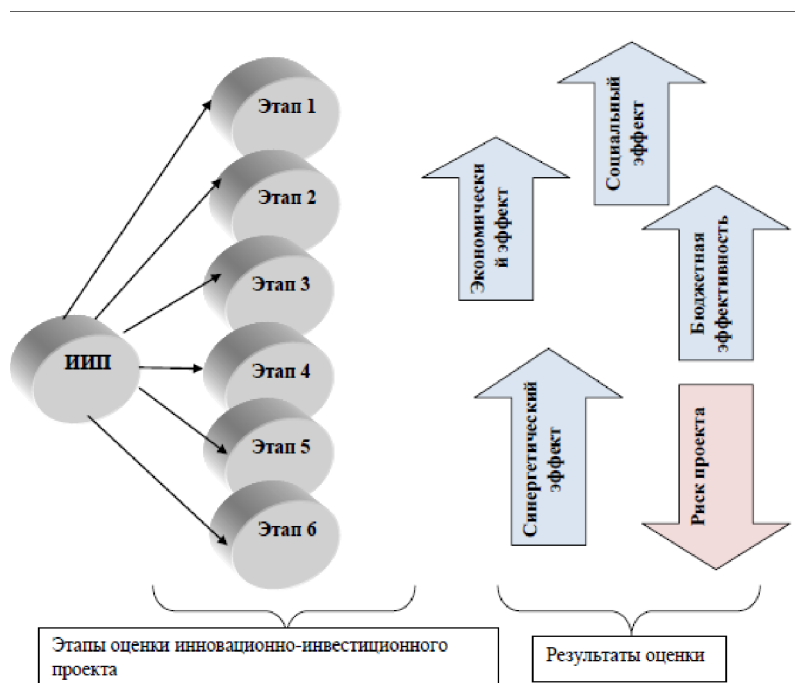 Этап 1
Этап 2
Этап 3
ИИП
Этап 4
Этап 5
Этап 6
Экономически
й эффект
Социальный
эффект
Бюджетная
эффективность
Синергетический
эффект
Риск проекта
Этапы оценки инновационно-инвестиционного
проекта
Результаты оценки